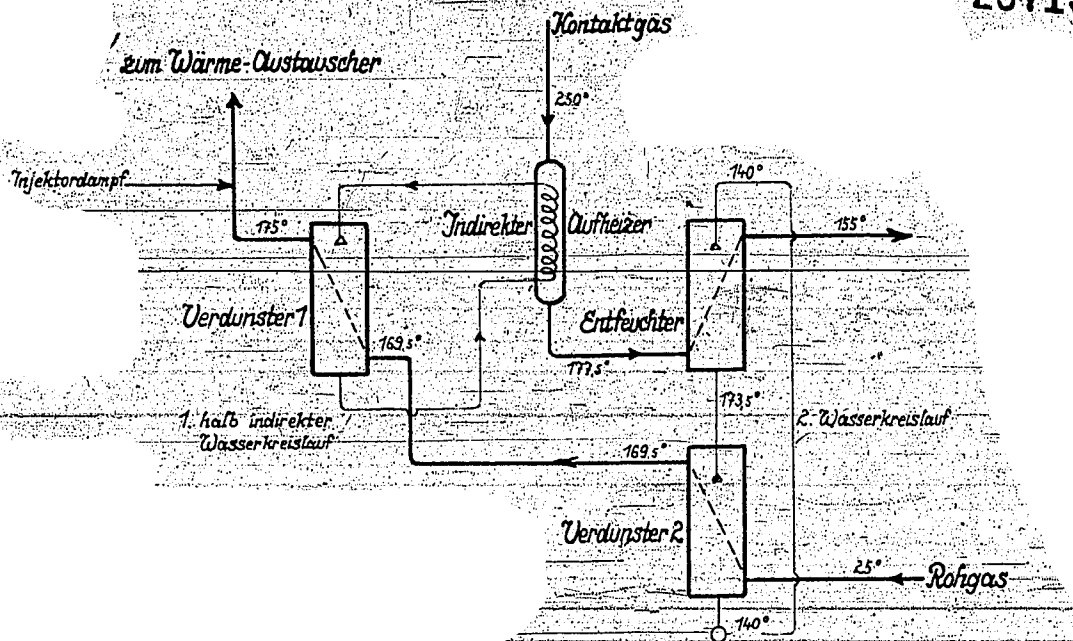 Kontaktgas
zum Wärme-Austauscher
250°
Injektordampf
140°
175°
Indirekter Aufheizer
155°
Verdunster 1
Entfeuchter
169,5°
177,5°
173,5°
1. halb indirekter
Wasserkreislauf
2. Wasserkreislauf
169,5°
Verdunster 2
25°
Rohgas
140°